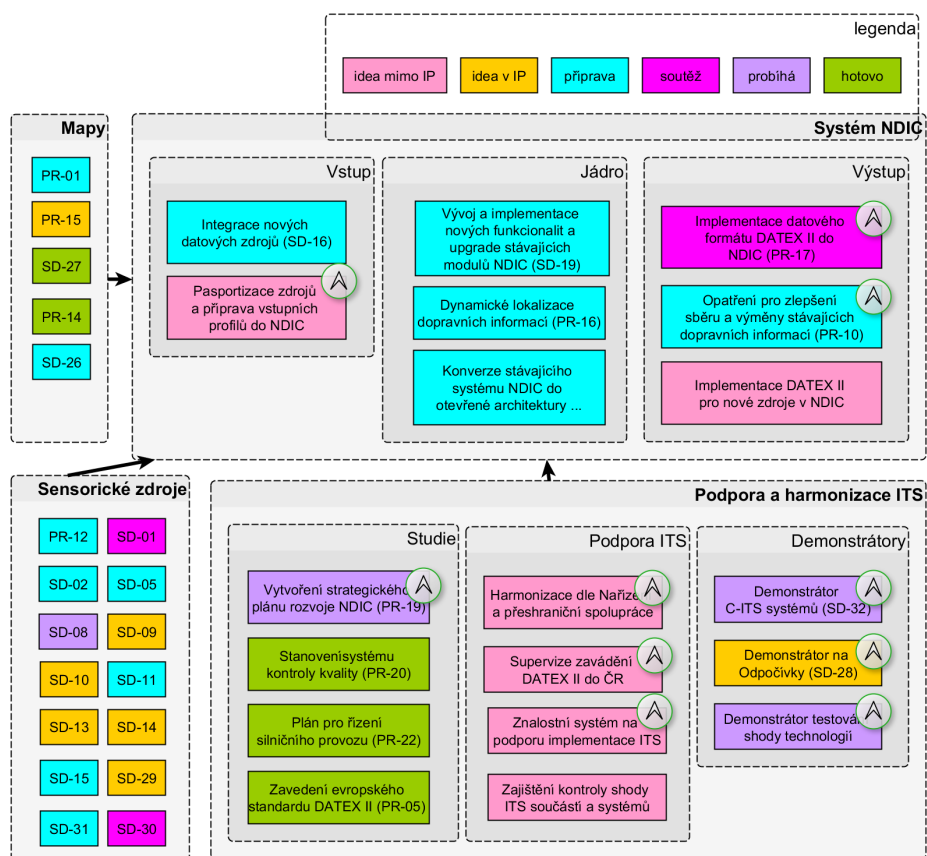 legenda
idea mimo IP
idea v IP
příprava
soutěž
probíhá
hotovo
Mapy
PR-01
PR-15
SD-27
PR-14
SD-26
Systém NDIC
Vstup
Integrace nových
datových zdrojů (SD-16)
Pasportizace zdrojů
a příprava vstupních
profilů do NDIC
Jádro
Vývoj a implementace
nových funkcionalit a
upgrade stávajících
modulů NDIC (SD-19)
Dynamické lokalizace
dopravních informací (PR-16)
Konverze stávajícího
systému NDIC do
otevřené architektury ...
Výstup
Implementace datového
formátu DATEX II do
NDIC (PR-17)
Opatření pro zlepšení
sběru a výměny stávajících
dopravních informací (PR-10)
Implementace DATEX II
pro nové zdroje v NDIC
Sensorické zdroje
PR-12 SD-01
SD-02 SD-05
SD-08 SD-09
SD-10 SD-11
SD-13 SD-14
SD-15 SD-29
SD-31 SD-30
Podpora a harmonizace ITS
Studie
Vytvoření strategického
plánu rozvoje NDIC (PR-19)
Stanovenísystému
kontroly kvality (PR-20)
Plán pro řízení
silničního provozu (PR-22)
Zavedení evropského
standardu DATEX II (PR-05)
Podpora ITS
Harmonizace dle
a přeshraniční spolupráce
Supervize zavádění
DATEX II do ČR
Znalostní systém na
podporu implementace ITS
Zajištění kontroly shody
ITS součástí a systémů
Demonstrátory
Demonstrátor
C-ITS systémů (SD-32)
Demonstrátor na
Odpočívky (SD-28)
Demonstrátor
shody technologií